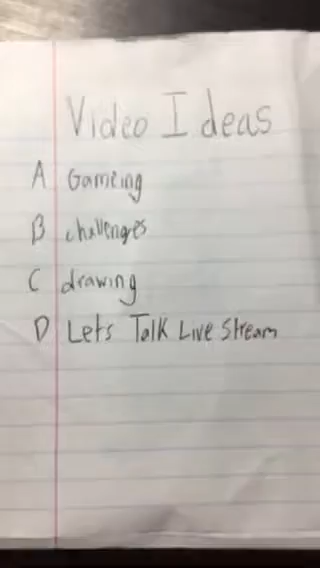 Video Ideas
A Gameing
B challenges
C drawing
D Lets Talk Live Stream